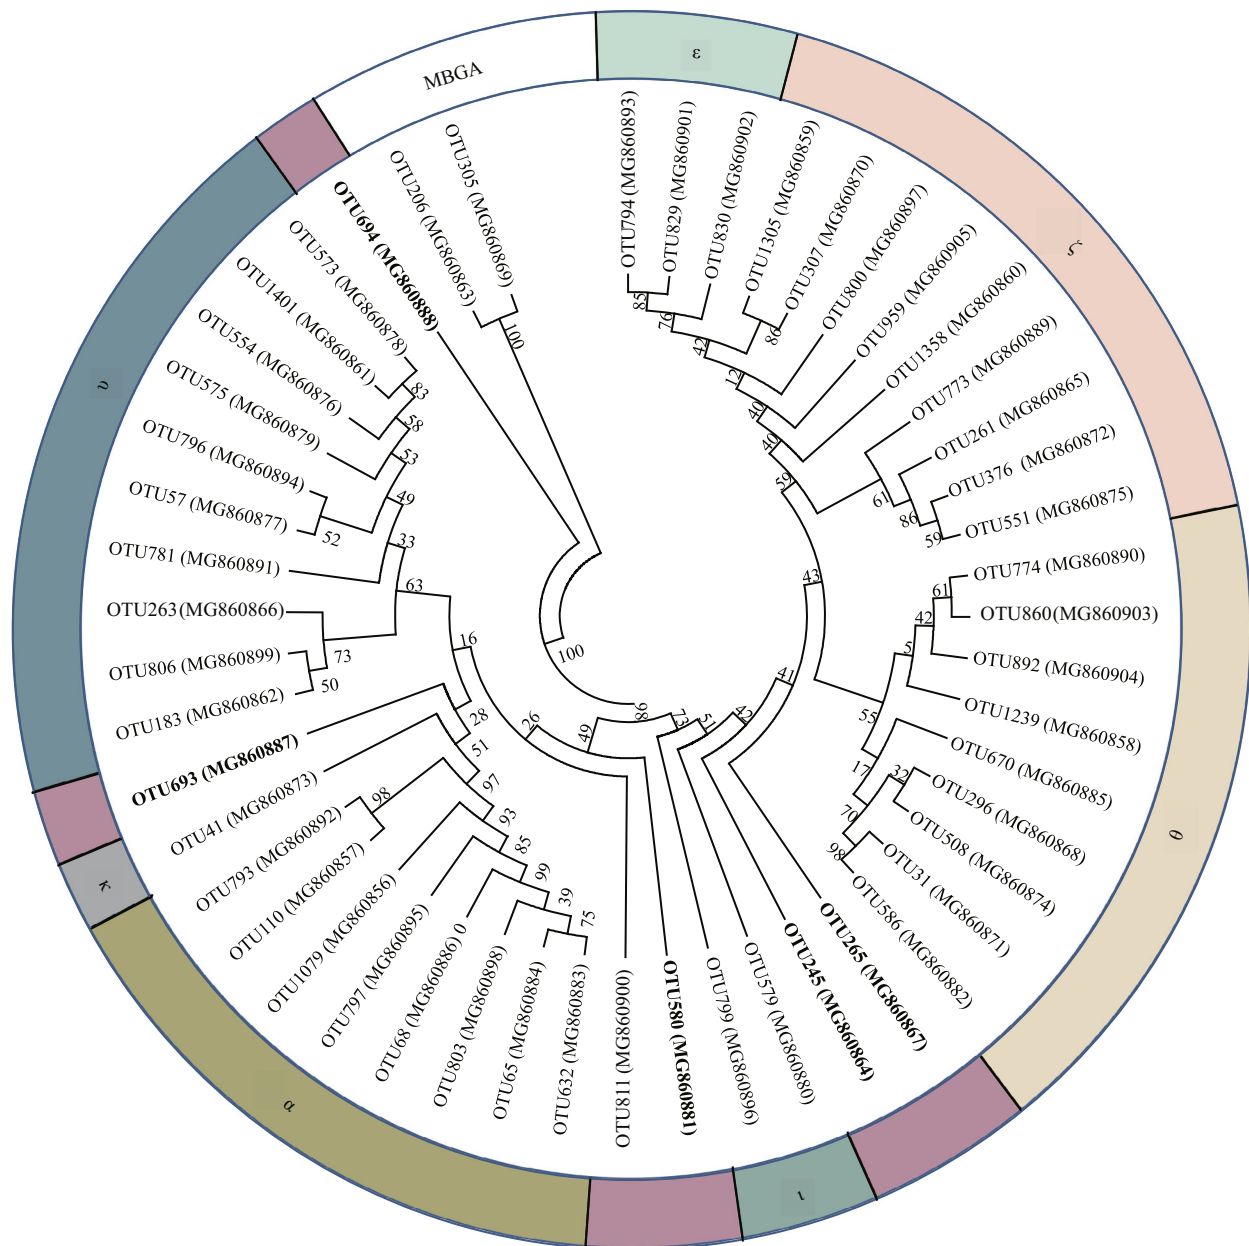 MBGA
ε
ζ
θ
ι
α
κ
υ
OTU794 (MG860893)
OTU829 (MG860901)
OTU830 (MG860902)
OTU1305 (MG860859)
OTU307 (MG860870)
OTU800 (MG860897)
OTU959 (MG860905)
OTU1358 (MG860860)
OTU773 (MG860889)
OTU261 (MG860865)
OTU376 (MG860872)
OTU551 (MG860875)
OTU774 (MG860890)
OTU860(MG860903)
OTU892 (MG860904)
OTU1239 (MG860858)
OTU670 (MG860885)
OTU296 (MG860868)
OTU508 (MG860874)
OTU31 (MG860871)
OTU586 (MG860882)
OTU265 (MG860867)
OTU245 (MG860864)
OTU579 (MG860880)
OTU799 (MG860896)
OTU580 (MG860881)
OTU811 (MG860900)
OTU632 (MG860883)
OTU65 (MG860884)
OTU803 (MG860898)
OTU68 (MG860886) 0
OTU797 (MG860895)
OTU1079 (MG860856)
OTU110 (MG860857)
OTU793 (MG860892)
OTU41 (MG860873)
OTU693 (MG860887)
OTU183 (MG860862)
OTU806 (MG860899)
OTU263(MG860866)
OTU781 (MG860891)
OTU57 (MG860877)
OTU796 (MG860894)
OTU575 (MG860879)
OTU554 (MG860876)
OTU1401 (MG860861)
OTU573 (MG860878)
OTU694 (MG860888)
OTU206 (MG860863)
OTU305 (MG860869)
85
76
42
86
12
40
40
59
61
86
59
43
61
42
5
55
17
32
70
98
41
42
51
73
98
49
26
16
28
51
97
98
93
85
99
39
75
63
73
50
33
49
52
53
58
83
100
100